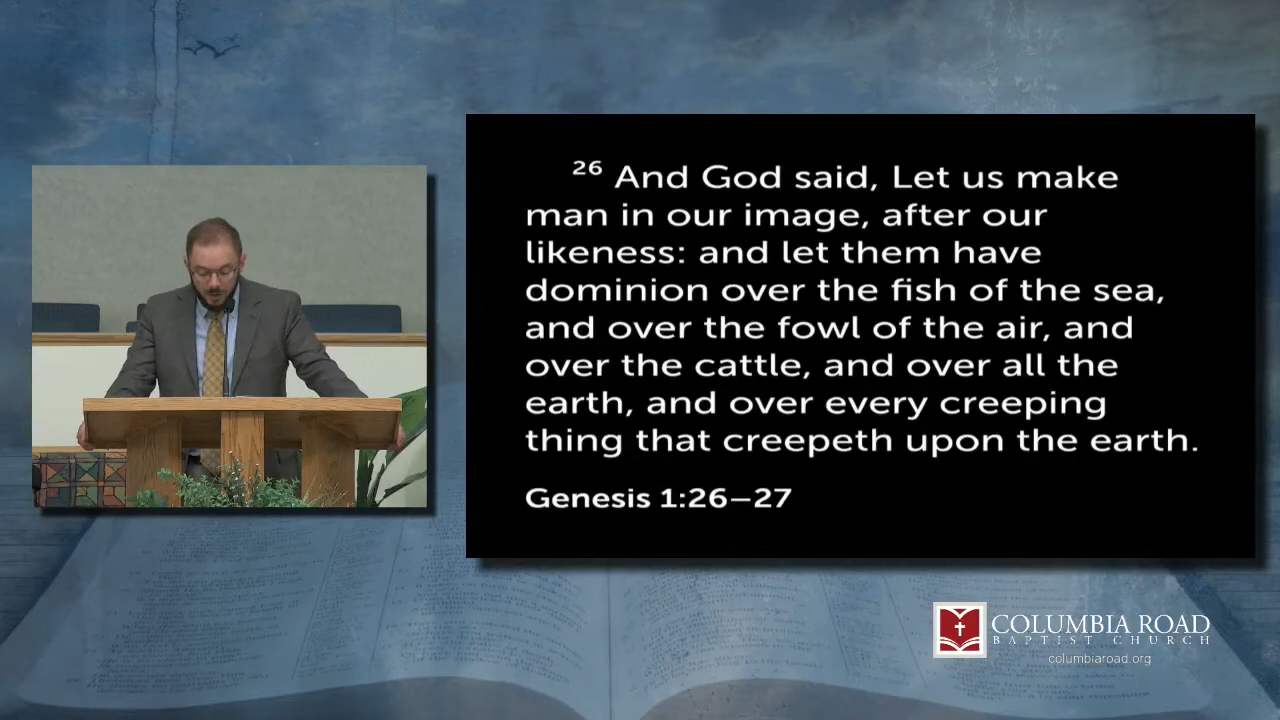 26 And God said, Let us make
man in our image, after our
likeness: and let them have
dominion over the fish of the sea,
and over the fowl of the air, and
over the cattle, and over all the
earth, and over every creeping
thing that creepeth upon the earth.
Genesis 1:26–27
COLUMBIA ROAD
BAPTIST CHURCH
columbiaroad.org